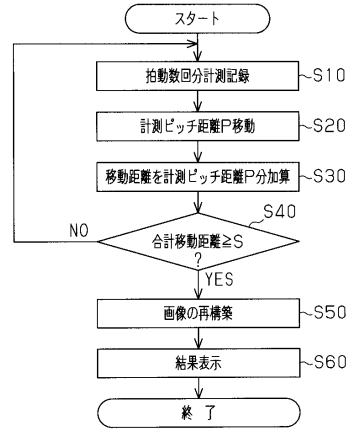 スタート
拍動数回分計測記録
S10
計測ピッチ距離P移動
S20
移動距離を計測ピッチ距離P分加算
S30
S40
NO
合計移動距離≧S
?
YES
画像の再構築
S50
結果表示
S60
終 了